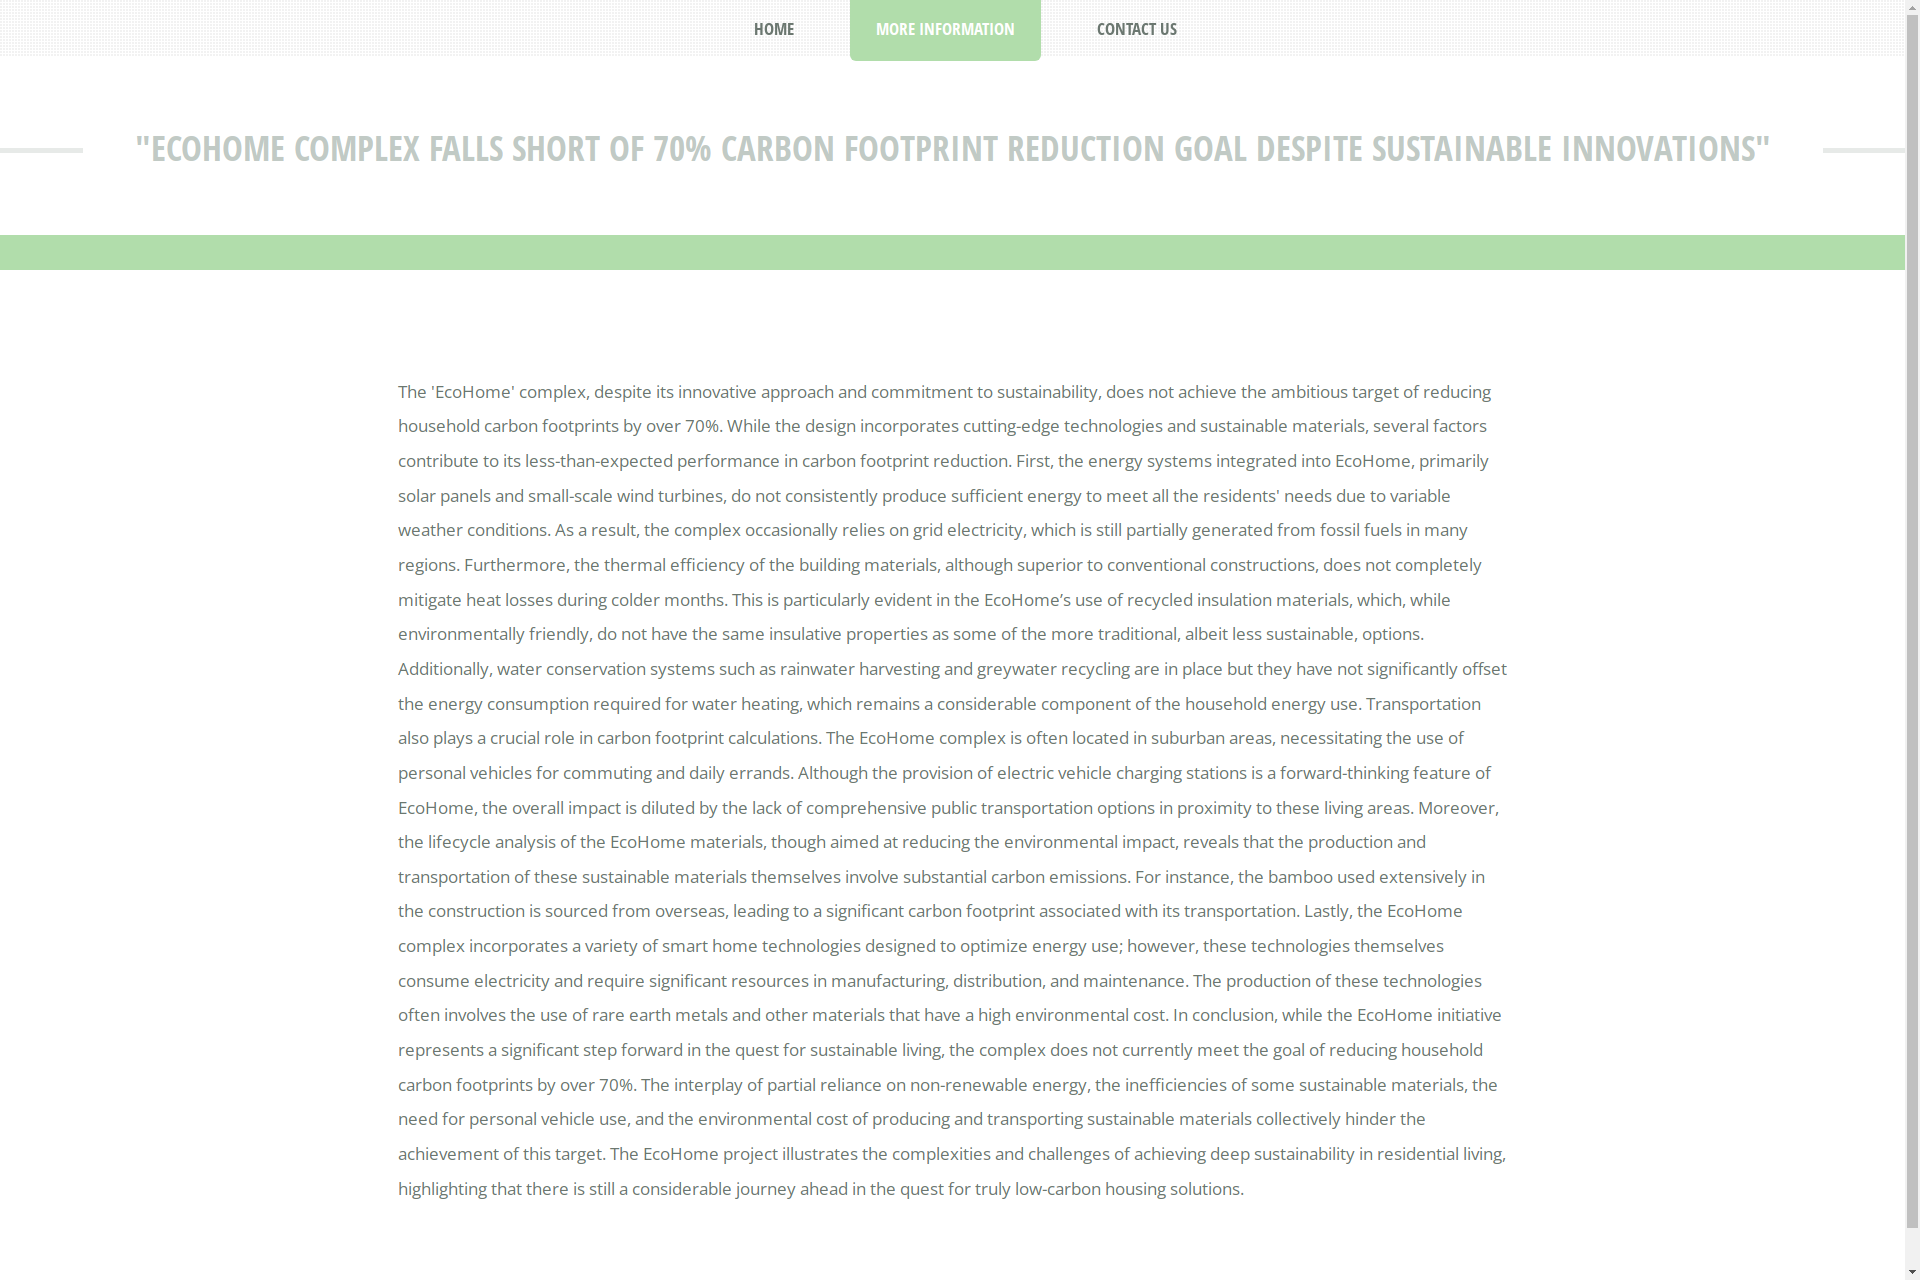 HOME
MORE INFORMATION
CONTACT US
"ECOHOME COMPLEX FALLS SHORT OF 70% CARBON FOOTPRINT REDUCTION GOAL DESPITE SUSTAINABLE INNOVATIONS"
The 'EcoHome' complex, despite its innovative approach and commitment to sustainability, does not achieve the ambitious target of reducing
household carbon footprints by over 70%. While the design incorporates cutting-edge technologies and sustainable materials, several factors
contribute to its less-than-expected performance in carbon footprint reduction. First, the energy systems integrated into EcoHome, primarily
solar panels and small-scale wind turbines, do not consistently produce sufficient energy to meet all the residents' needs due to variable
weather conditions. As a result, the complex occasionally relies on grid electricity, which is still partially generated from fossil fuels in many
regions. Furthermore, the thermal efficiency of the building materials, although superior to conventional constructions, does not completely
mitigate heat losses during colder months. This is particularly evident in the EcoHome’s use of recycled insulation materials, which, while
environmentally friendly, do not have the same insulative properties as some of the more traditional, albeit less sustainable, options.
Additionally, water conservation systems such as rainwater harvesting and greywater recycling are in place but they have not significantly offset
the energy consumption required for water heating, which remains a considerable component of the household energy use. Transportation
also plays a crucial role in carbon footprint calculations. The EcoHome complex is often located in suburban areas, necessitating the use of
personal vehicles for commuting and daily errands. Although the provision of electric vehicle charging stations is a forward-thinking feature of
EcoHome, the overall impact is diluted by the lack of comprehensive public transportation options in proximity to these living areas. Moreover,
the lifecycle analysis of the EcoHome materials, though aimed at reducing the environmental impact, reveals that the production and
transportation of these sustainable materials themselves involve substantial carbon emissions. For instance, the bamboo used extensively in
the construction is sourced from overseas, leading to a significant carbon footprint associated with its transportation. Lastly, the EcoHome
complex incorporates a variety of smart home technologies designed to optimize energy use; however, these technologies themselves
consume electricity and require significant resources in manufacturing, distribution, and maintenance. The production of these technologies
often involves the use of rare earth metals and other materials that have a high environmental cost. In conclusion, while the EcoHome initiative
represents a significant step forward in the quest for sustainable living, the complex does not currently meet the goal of reducing household
carbon footprints by over 70%. The interplay of partial reliance on non-renewable energy, the inefficiencies of some sustainable materials, the
need for personal vehicle use, and the environmental cost of producing and transporting sustainable materials collectively hinder the
achievement of this target. The EcoHome project illustrates the complexities and challenges of achieving deep sustainability in residential living,
highlighting that there is still a considerable journey ahead in the quest for truly low-carbon housing solutions.